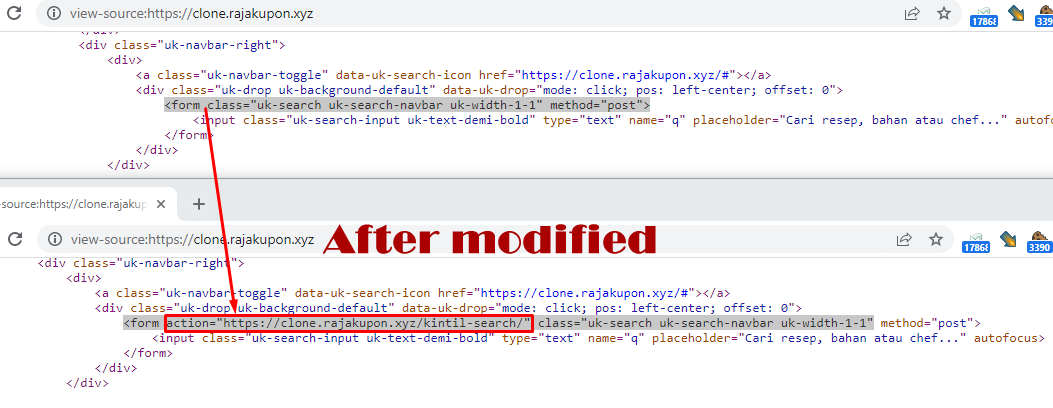 view-source:https://clone.rajakupon.xyz
17868
3390
</div>
<div class="uk-navbar-right">
<div>
<a class="uk-navbar-toggle" data-uk-search-icon href="https://clone.rajakupon.xyz/#"></a>
<div class="uk-drop uk-background-default" data-uk-drop="mode: click; pos: left-center; offset: 0">
<form class="uk-search uk-search-navbar uk-width-1-1" method="post">
<input class="uk-search-input uk-text-demi-bold" type="text" name="q" placeholder="Cari resep, bahan atau chef..." autofoc
</form>
</div>
</div>
-source:https://clone.rajakup
view-source:https://clone.rajakupon.xyz
After modified
17868
3390
<div class="uk-navbar-right">
<div>
<a class="uk-navbar-toggle" data-uk-search-icon href="https://clone.rajakupon.xyz/#"></a>
<div class="uk-drop uk-background-default" data-uk-drop="mode: click; pos: left-center; offset: 0">
<form action="https://clone.rajakupon.xyz/kintil-search/" class="uk-search uk-search-navbar uk-width-1-1" method="post">
<input class="uk-search-input uk-text-demi-bold" type="text" name="q" placeholder="Cari resep, bahan atau chef..." autofocus>
</form>
</div>
</div>